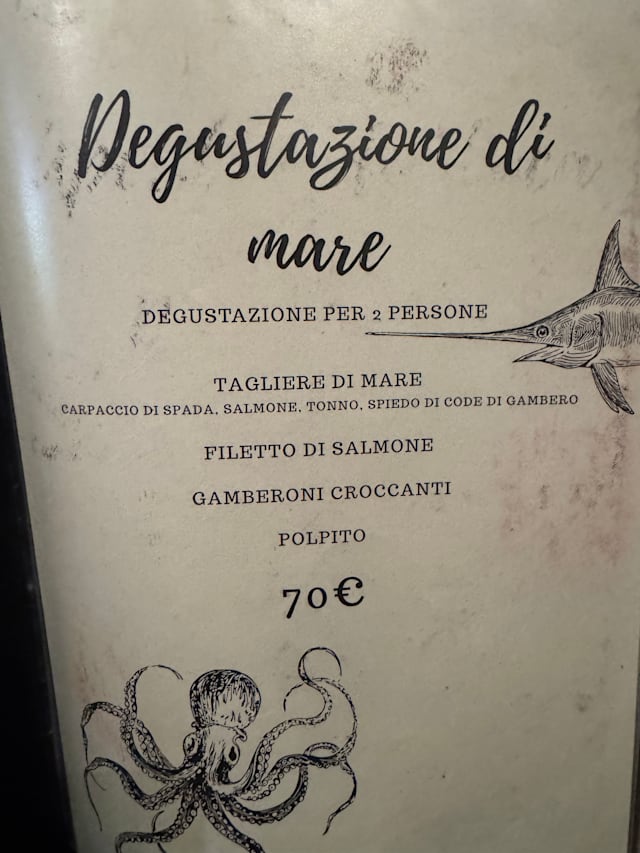 Degustazione di
mare
DEGUSTAZIONE PER 2 PERSONE
TAGLIERE DI MARE
CARPACCIO DI SPADA, SALMONE, TONNO, SPIEDO DI CODE DI GAMBERO
FILETTO DI SALMONE
GAMBERONI CROCCANTI
POLPITO
70€